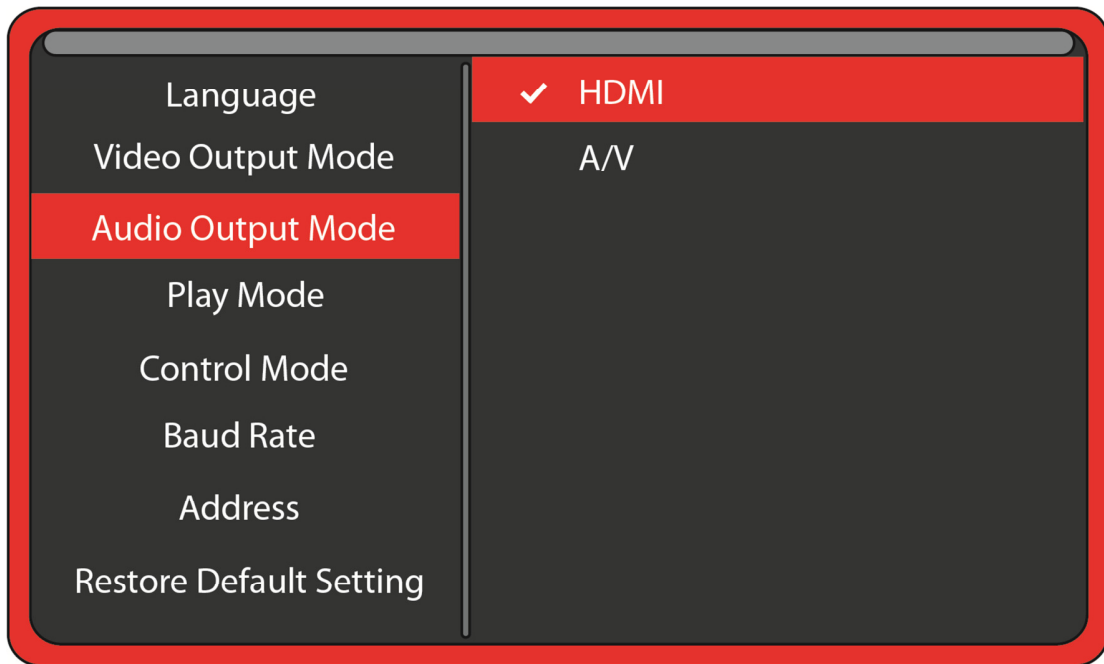 Language
Video Output Mode
Audio Output Mode
Play Mode
Control Mode
Baud Rate
Address
Restore Default Setting
HDMI
A/V